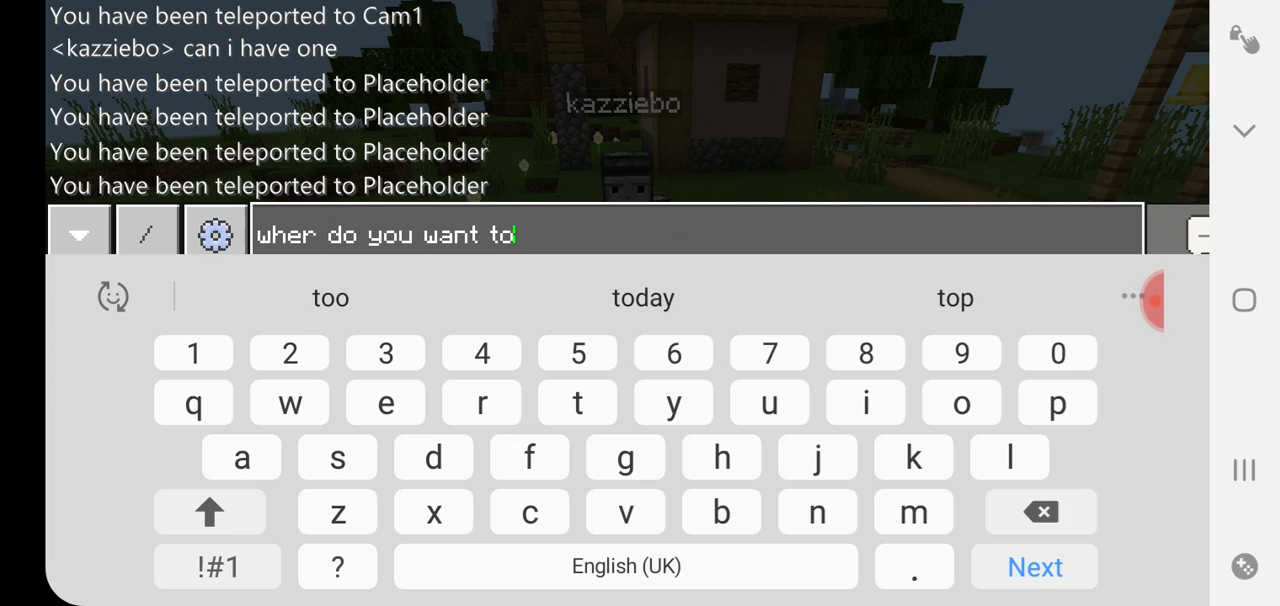 You have been teleported to Cam1
<kazziebo> can i have one
You have been teleported to Placeholder
kazziebo
You have been teleported to Placeholder
You have been teleported to Placeholder
You have been teleported to Placeholder
/ wher do you want to
too today top
1 2 3 4 5 6 7 8 9 0
q w e r t y u i o p
a s d f g h j k l
z x c v b n m
!#1 ? English (UK) . Next